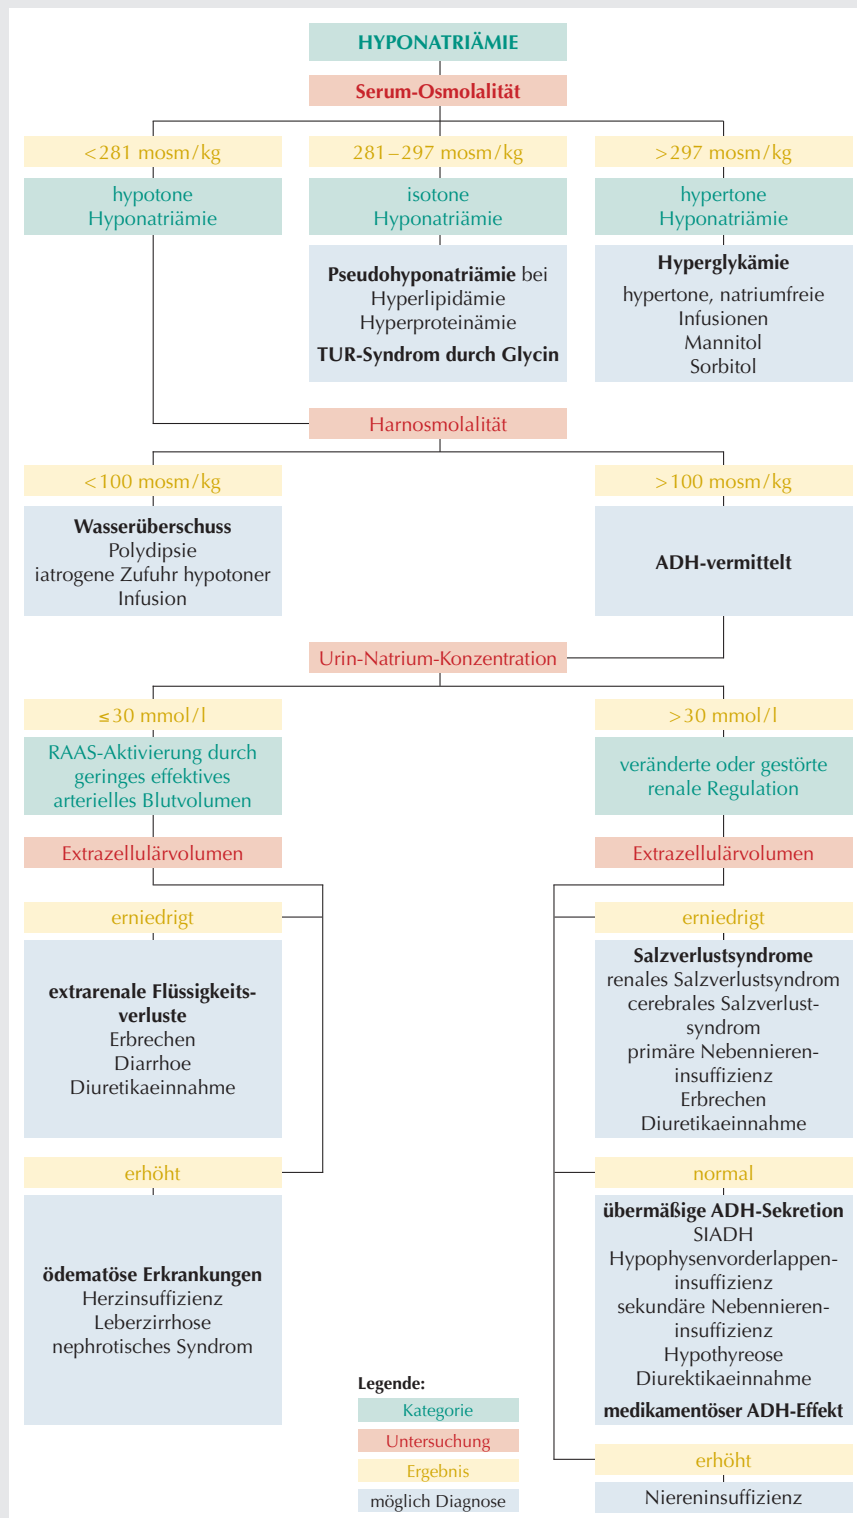 HYPONATRIÄMIE
Serum-Osmolalität
<281 mosm/kg
281–297 mosm/kg
>297 mosm/kg
hypotone
Hyponatriämie
isotone
Hyponatriämie
hypertone
Hyponatriämie
Pseudohyponatriämie bei
Hyperlipidämie
Hyperproteinämie
TUR-Syndrom durch Glycin
Hyperglykämie
hypertone, natriumfreie
Infusionen
Mannitol
Sorbitol
Harnosmolalität
<100 mosm/kg
>100 mosm/kg
Wasserüberschuss
Polydipsie
iatrogene Zufuhr hypotoner
Infusion
ADH-vermittelt
Urin-Natrium-Konzentration
≤30 mmol/l
>30 mmol/l
RAAS-Aktivierung durch
geringes effektives
arterielles Blutvolumen
veränderte oder gestörte
renale Regulation
Extrazellulärvolumen
Extrazellulärvolumen
erniedrigt
erniedrigt
extrarenale Flüssigkeits-
verluste
Erbrechen
Diarrhoe
Diuretikaeinnahme
Salzverlustsyndrome
renales Salzverlustsyndrom
cerebrales Salzverlust-
syndrom
primäre Nebennieren-
insuffizienz
Erbrechen
Diuretikaeinnahme
erhöht
normal
ödematöse Erkrankungen
Herzinsuffizienz
Leberzirrhose
nephrotisches Syndrom
übermäßige ADH-Sekretion
SIADH
Hypophysenvorderlappen-
insuffizienz
sekundäre Nebennieren-
insuffizienz
Hypothyreose
Diurektikaeinnahme
medikamentöser ADH-Effekt
erhöht
Niereninsuffizienz
Legende:
Kategorie
Untersuchung
Ergebnis
möglich Diagnose